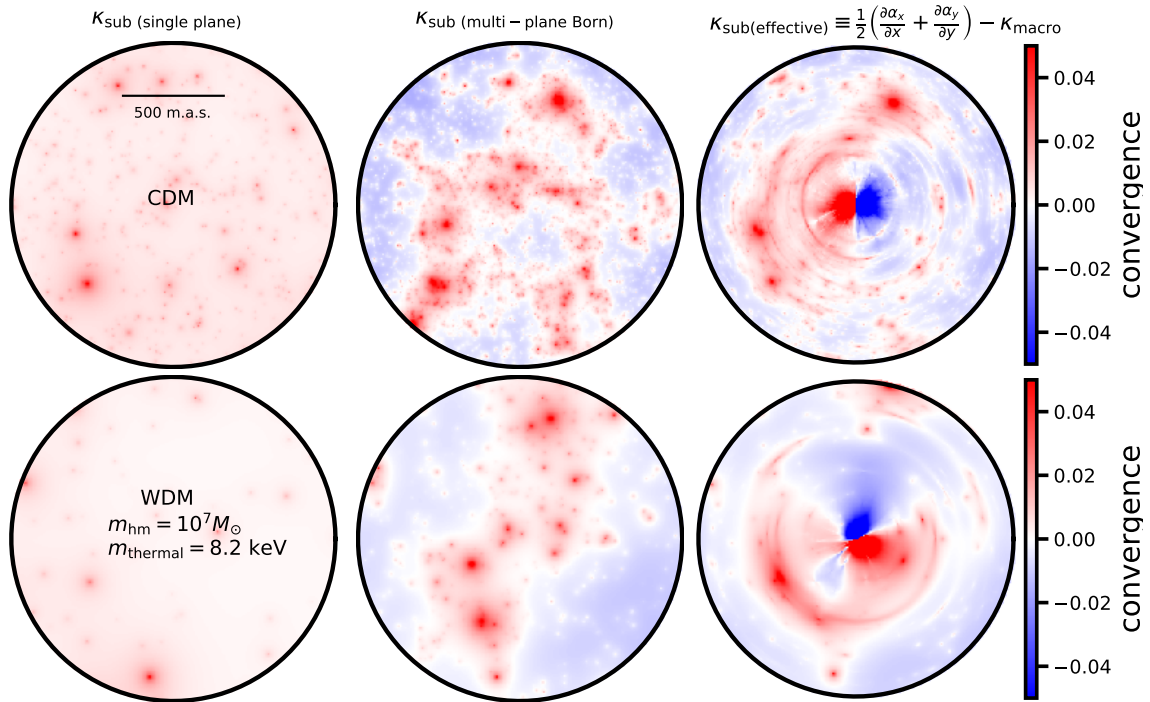 κsub (single plane)
κsub (multi−plane Born)
κsub(effective) ≡ 1/2(∂αx/∂x + ∂αy/∂y) − κmacro
500 m.a.s.
CDM
0.04
0.02
0.00
−0.02
−0.04
convergence
WDM
mhm = 10⁷M⊙
mthermal = 8.2 keV
0.04
0.02
0.00
−0.02
−0.04
convergence